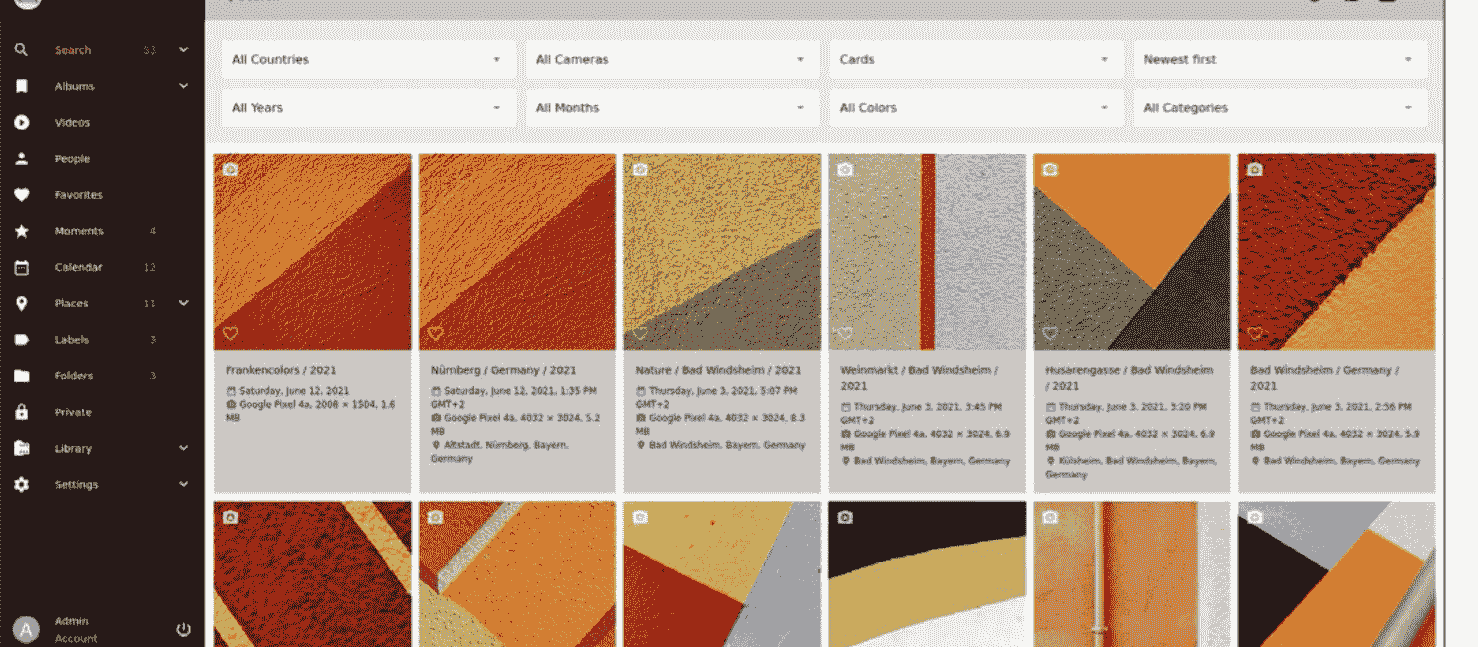 Search 53
Albums
Videos
People
Favorites
Moments 4
Calendar 12
Places 11
Labels 3
Folders 3
Private
Library
Settings
A
Admin
Account
All Countries
All Cameras
Cards
Newest first
All Years
All Months
All Colors
All Categories
Frankencolors / 2021
Saturday, June 12, 2021
Google Pixel 4a, 2008 × 1504, 1.6
MB
Nürnberg / Germany / 2021
Saturday, June 12, 2021, 1:35 PM
GMT+2
Google Pixel 4a, 4032 × 3024, 5.2
MB
Altstadt, Nürnberg, Bayern,
Germany
Nature / Bad Windsheim / 2021
Thursday, June 3, 2021, 5:07 PM
GMT+2
Google Pixel 4a, 4032 × 3024, 8.3
MB
Bad Windsheim, Bayern, Germany
Weinmarkt / Bad Windsheim /
2021
Thursday, June 3, 2021, 3:45 PM
GMT+2
Google Pixel 4a, 4032 × 3024, 6.9
MB
Bad Windsheim, Bayern, Germany
Husarengasse / Bad Windsheim
/ 2021
Thursday, June 3, 2021, 3:20 PM
GMT+2
Google Pixel 4a, 4032 × 3024, 6.9
MB
Külsheim, Bad Windsheim, Bayern,
Germany
Bad Windsheim / Germany /
2021
Thursday, June 3, 2021, 2:56 PM
GMT+2
Google Pixel 4a, 4032 × 3024, 5.9
MB
Bad Windsheim, Bayern, Germany